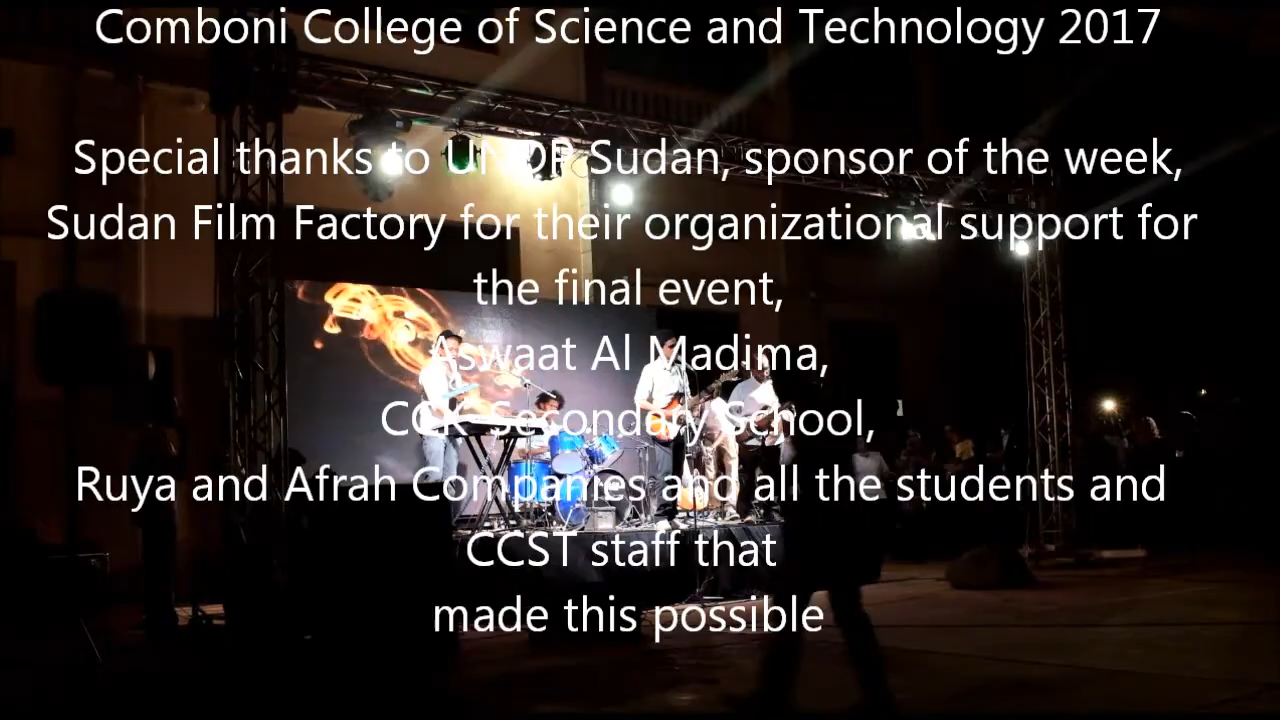 Comboni College of Science and Technology 2017
Special thanks to UNDP Sudan, sponsor of the week,
Sudan Film Factory for their organizational support for
the final event,
Aswaat Al Madima,
CCK Secondary School,
Ruya and Afrah Companies and all the students and
CCST staff that
made this possible